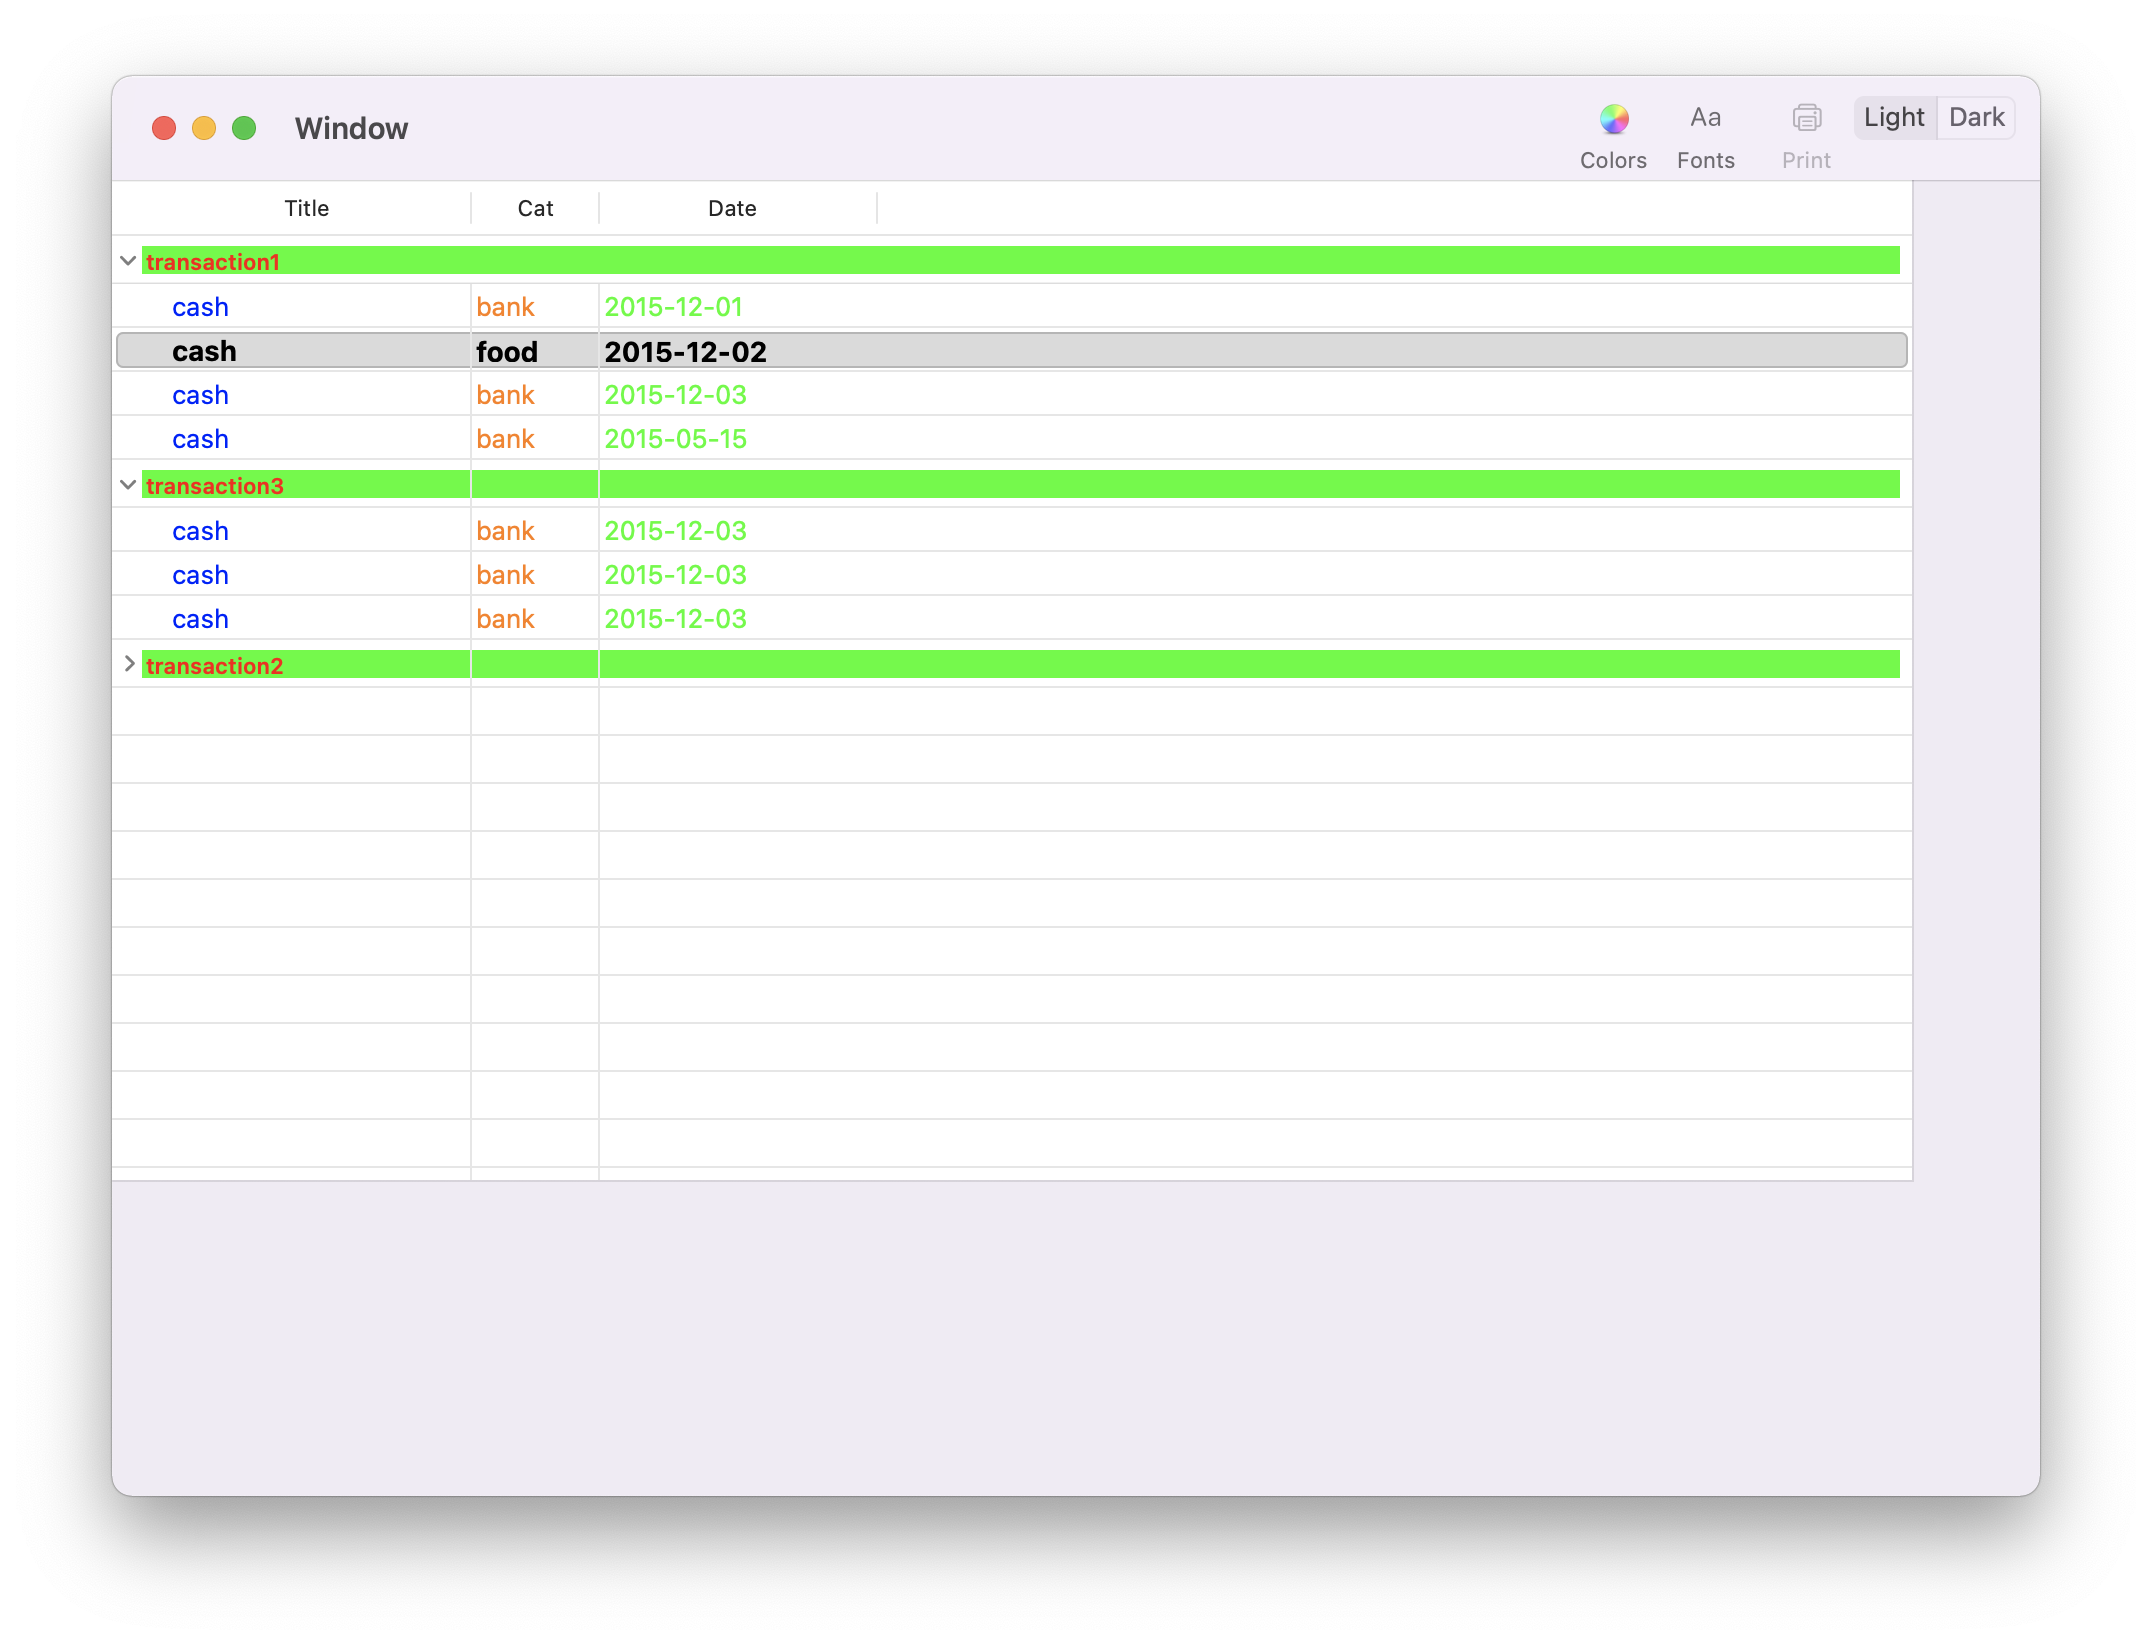 Window
Aa
Light Dark
Colors Fonts Print
Title Cat Date
transaction1
cash bank 2015-12-01
cash food 2015-12-02
cash bank 2015-12-03
cash bank 2015-05-15
transaction3
cash bank 2015-12-03
cash bank 2015-12-03
cash bank 2015-12-03
transaction2